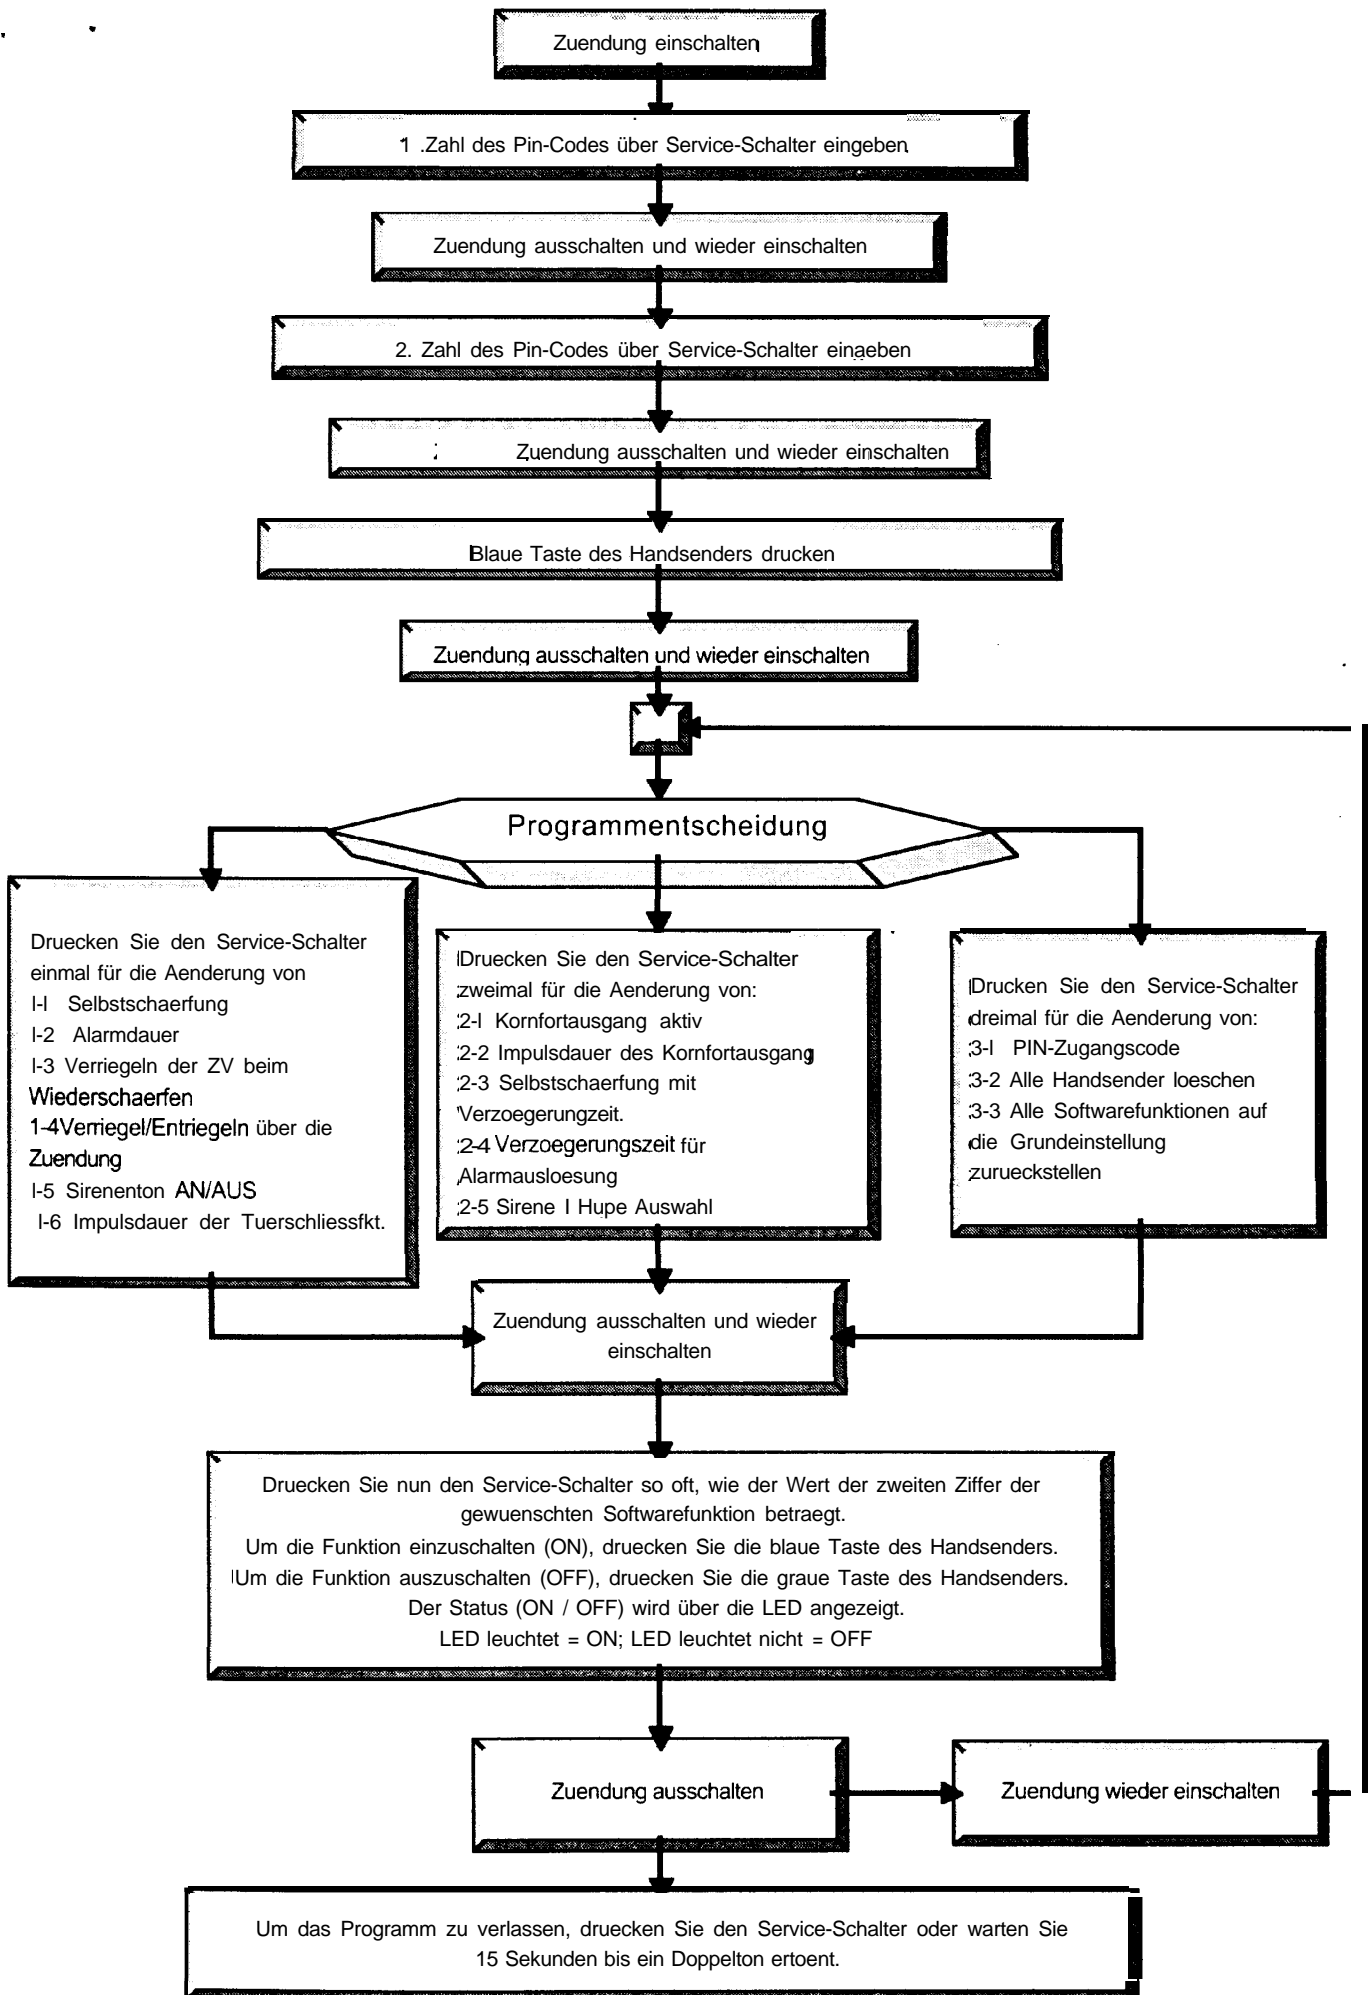 Zuendung einschalten
1 .Zahl des Pin-Codes über Service-Schalter eingeben
Zuendung ausschalten und wieder einschalten
2. Zahl des Pin-Codes über Service-Schalter eingeben
Zuendung ausschalten und wieder einschalten
Blaue Taste des Handsenders drucken
Zuendung ausschalten und wieder einschalten
Programmentscheidung
Druecken Sie den Service-Schalter
einmal für die Aenderung von
I-I Selbstschaerfung
I-2 Alarmdauer
I-3 Verriegeln der ZV beim
Wiederschaerfen
1-4Verriegel/Entriegeln über die
Zuendung
I-5 Sirenenton AN/AUS
I-6 Impulsdauer der Tuerschliessfkt.
Druecken Sie den Service-Schalter
zweimal für die Aenderung von:
2-I Kornfortausgang aktiv
2-2 Impulsdauer des Kornfortausgang
2-3 Selbstschaerfung mit
Verzoegerungzeit.
2-4 Verzoegerungszeit für
Alarmausloesung
2-5 Sirene I Hupe Auswahl
Drucken Sie den Service-Schalter
dreimal für die Aenderung von:
3-I PIN-Zugangscode
3-2 Alle Handsender loeschen
3-3 Alle Softwarefunktionen auf
die Grundeinstellung
zurueckstellen
Zuendung ausschalten und wieder
einschalten
Druecken Sie nun den Service-Schalter so oft, wie der Wert der zweiten Ziffer der
gewuenschten Softwarefunktion betraegt.
Um die Funktion einzuschalten (ON), druecken Sie die blaue Taste des Handsenders.
Um die Funktion auszuschalten (OFF), druecken Sie die graue Taste des Handsenders.
Der Status (ON / OFF) wird über die LED angezeigt.
LED leuchtet = ON; LED leuchtet nicht = OFF
Zuendung ausschalten
Zuendung wieder einschalten
Um das Programm zu verlassen, druecken Sie den Service-Schalter oder warten Sie
15 Sekunden bis ein Doppelton ertoent.